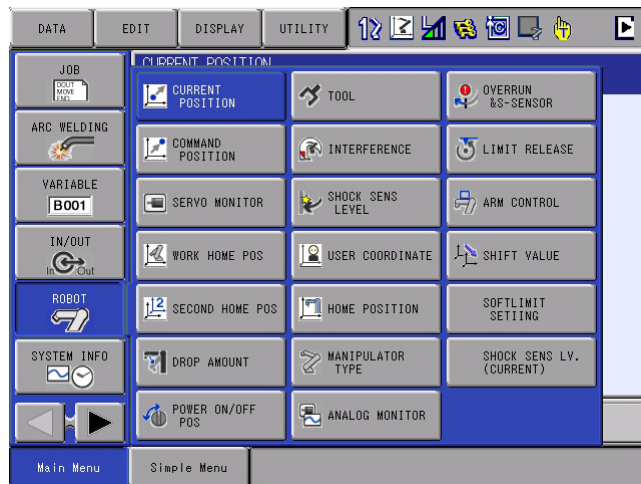 DATA
EDIT
DISPLAY
UTILITY
JOB
DOUT
MOVE
END
ARC WELDING
VARIABLE
B001
IN/OUT
In Out
ROBOT
SYSTEM INFO
CURRENT POSITION
CURRENT
POSITION
TOOL
OVERRUN
&S-SENSOR
COMMAND
POSITION
INTERFERENCE
LIMIT RELEASE
SERVO MONITOR
SHOCK SENS
LEVEL
ARM CONTROL
WORK HOME POS
USER COORDINATE
SHIFT VALUE
SECOND HOME POS
HOME POSITION
SOFTLIMIT
SETIING
DROP AMOUNT
MANIPULATOR
TYPE
SHOCK SENS LV.
(CURRENT)
POWER ON/OFF
POS
ANALOG MONITOR
Main Menu
Simple Menu